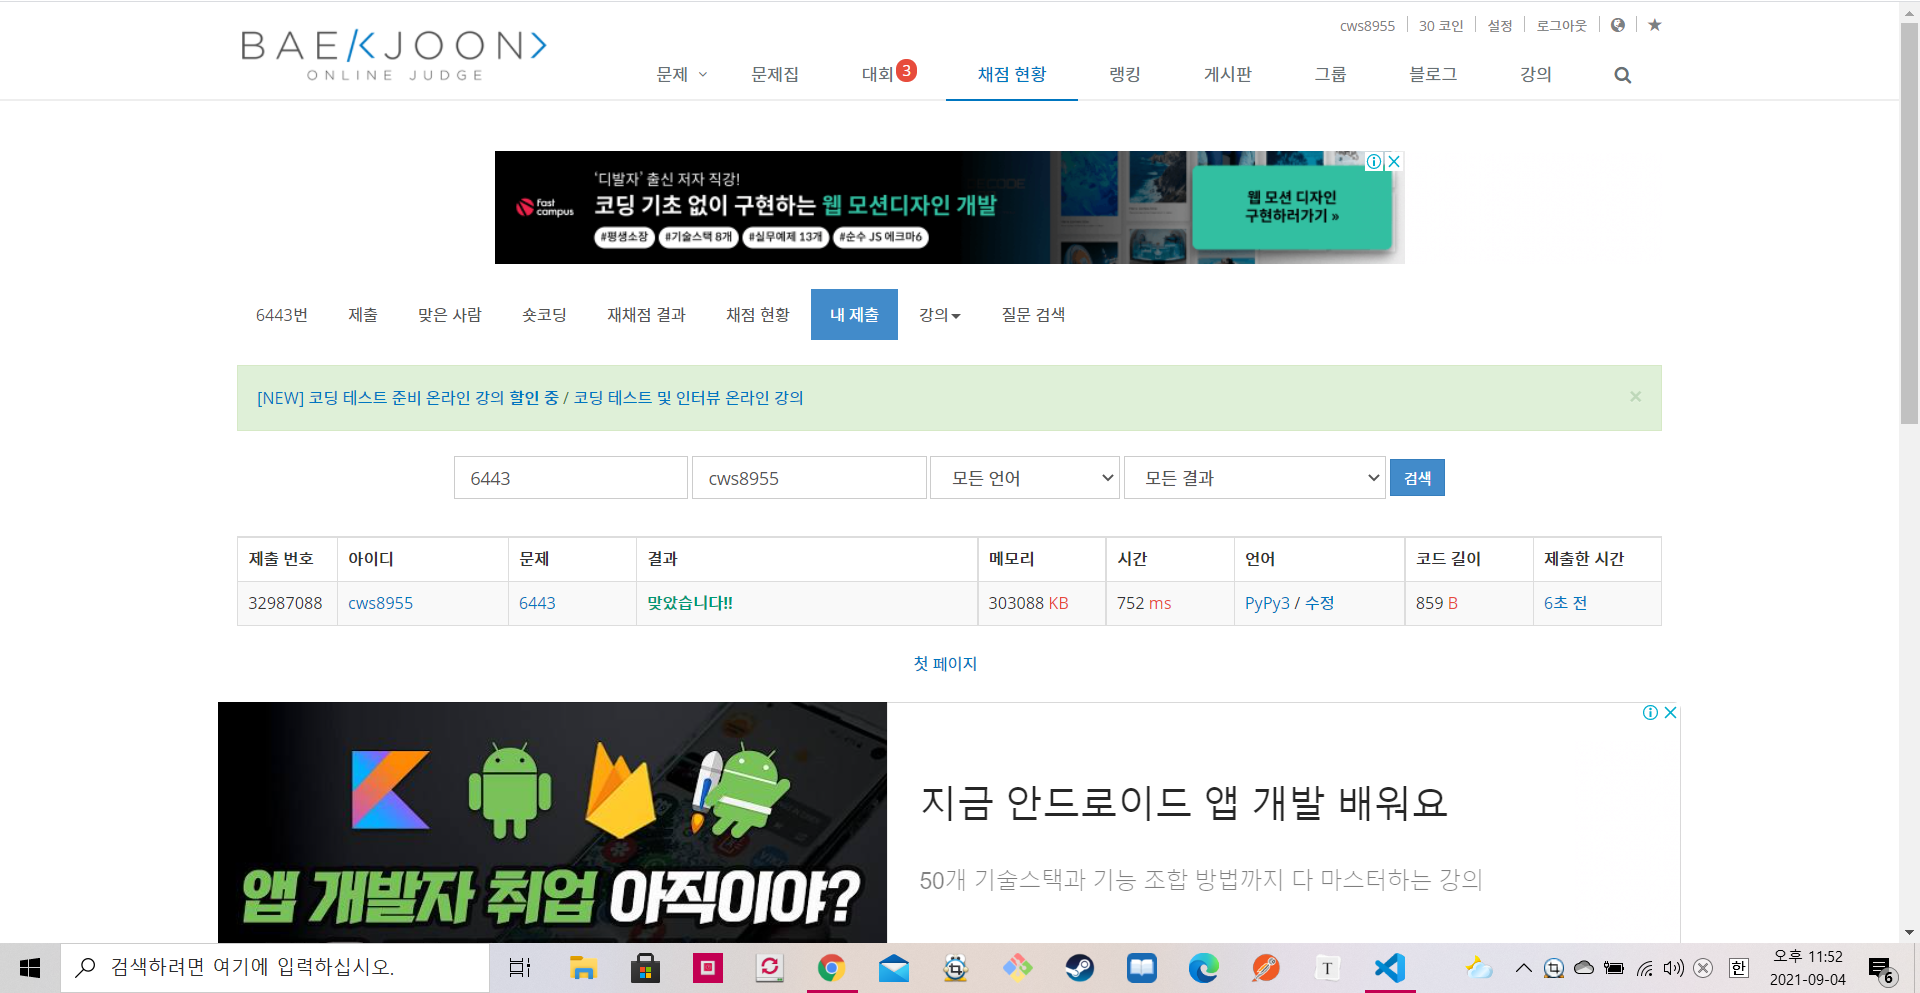 cws8955 30 코인 설정 로그아웃
BAEKJOON>
ONLINE JUDGE
문제 문제집 대회 3 채점 현황 랭킹 게시판 그룹 블로그 강의
'디발자' 출신 저자 직강!
fast campus
코딩 기초 없이 구현하는 웹 모션디자인 개발
#평생소장 #기술스택 8개 #실무예제 13개 #순수 JS 에크마6
웹 모션 디자인
구현하러가기 »
6443번 제출 맞은 사람 숏코딩 재채점 결과 채점 현황 내 제출 강의 질문 검색
[NEW] 코딩 테스트 준비 온라인 강의 할인 중 / 코딩 테스트 및 인터뷰 온라인 강의 ×
6443 cws8955 모든 언어 모든 결과 검색
제출 번호 아이디 문제 결과 메모리 시간 언어 코드 길이 제출한 시간
32987088 cws8955 6443 맞았습니다!! 303088 KB 752 ms PyPy3 / 수정 859 B 6초 전
첫 페이지
앱 개발자 취업 아직이야?
지금 안드로이드 앱 개발 배워요
50개 기술스택과 기능 조합 방법까지 다 마스터하는 강의
검색하려면 여기에 입력하십시오.
T
한
오후 11:52
2021-09-04
6